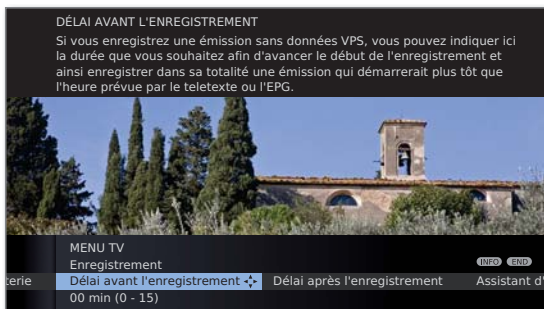 DÉLAI AVANT L'ENREGISTREMENT
Si vous enregistrez une émission sans données VPS, vous pouvez indiquer ici
la durée que vous souhaitez afin d'avancer le début de l'enregistrement et
ainsi enregistrer dans sa totalité une émission qui démarrerait plus tôt que
l'heure prévue par le teletexte ou l'EPG.
MENU TV
Enregistrement
INFO END
terie Délai avant l'enregistrement Délai après l'enregistrement Assistant d'
00 min (0 - 15)